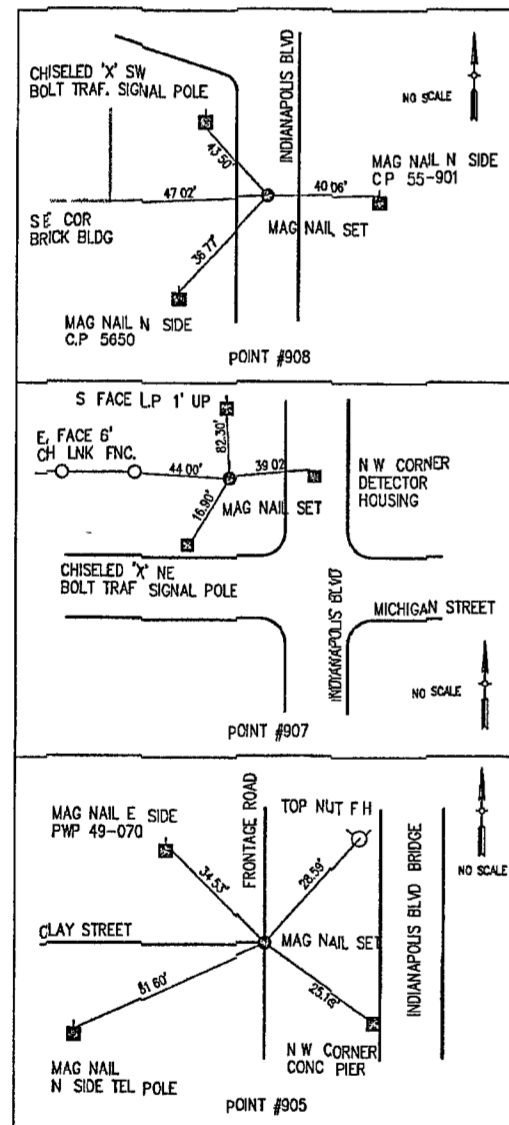 CHISELED 'X' SW
BOLT TRAF. SIGNAL POLE
INDIANAPOLIS BLVD
NO SCALE
43 50'
MAG NAIL N SIDE
C P 55-901
47 02'
40 06'
S E COR
BRICK BLDG
MAG NAIL SET
36 77'
MAG NAIL N SIDE
C.P 5650
POINT #908
S FACE L.P 1' UP
E, FACE 6'
CH LNK FNC.
82.30'
44 00'
39 02
N W CORNER
DETECTOR
HOUSING
MAG NAIL SET
16.90'
CHISELED 'X' NE
BOLT TRAF SIGNAL POLE
INDIANAPOLIS BLVD
MICHIGAN STREET
NO SCALE
POINT #907
MAG NAIL E SIDE
PWP 49-070
FRONTAGE ROAD
TOP NUT F H
INDIANAPOLIS BLVD BRIDGE
NO SCALE
34.53'
28.59'
CLAY STREET
MAG NAIL SET
25.16'
MAG NAIL
N SIDE TEL POLE
N W CORNER
CONC PIER
POINT #905